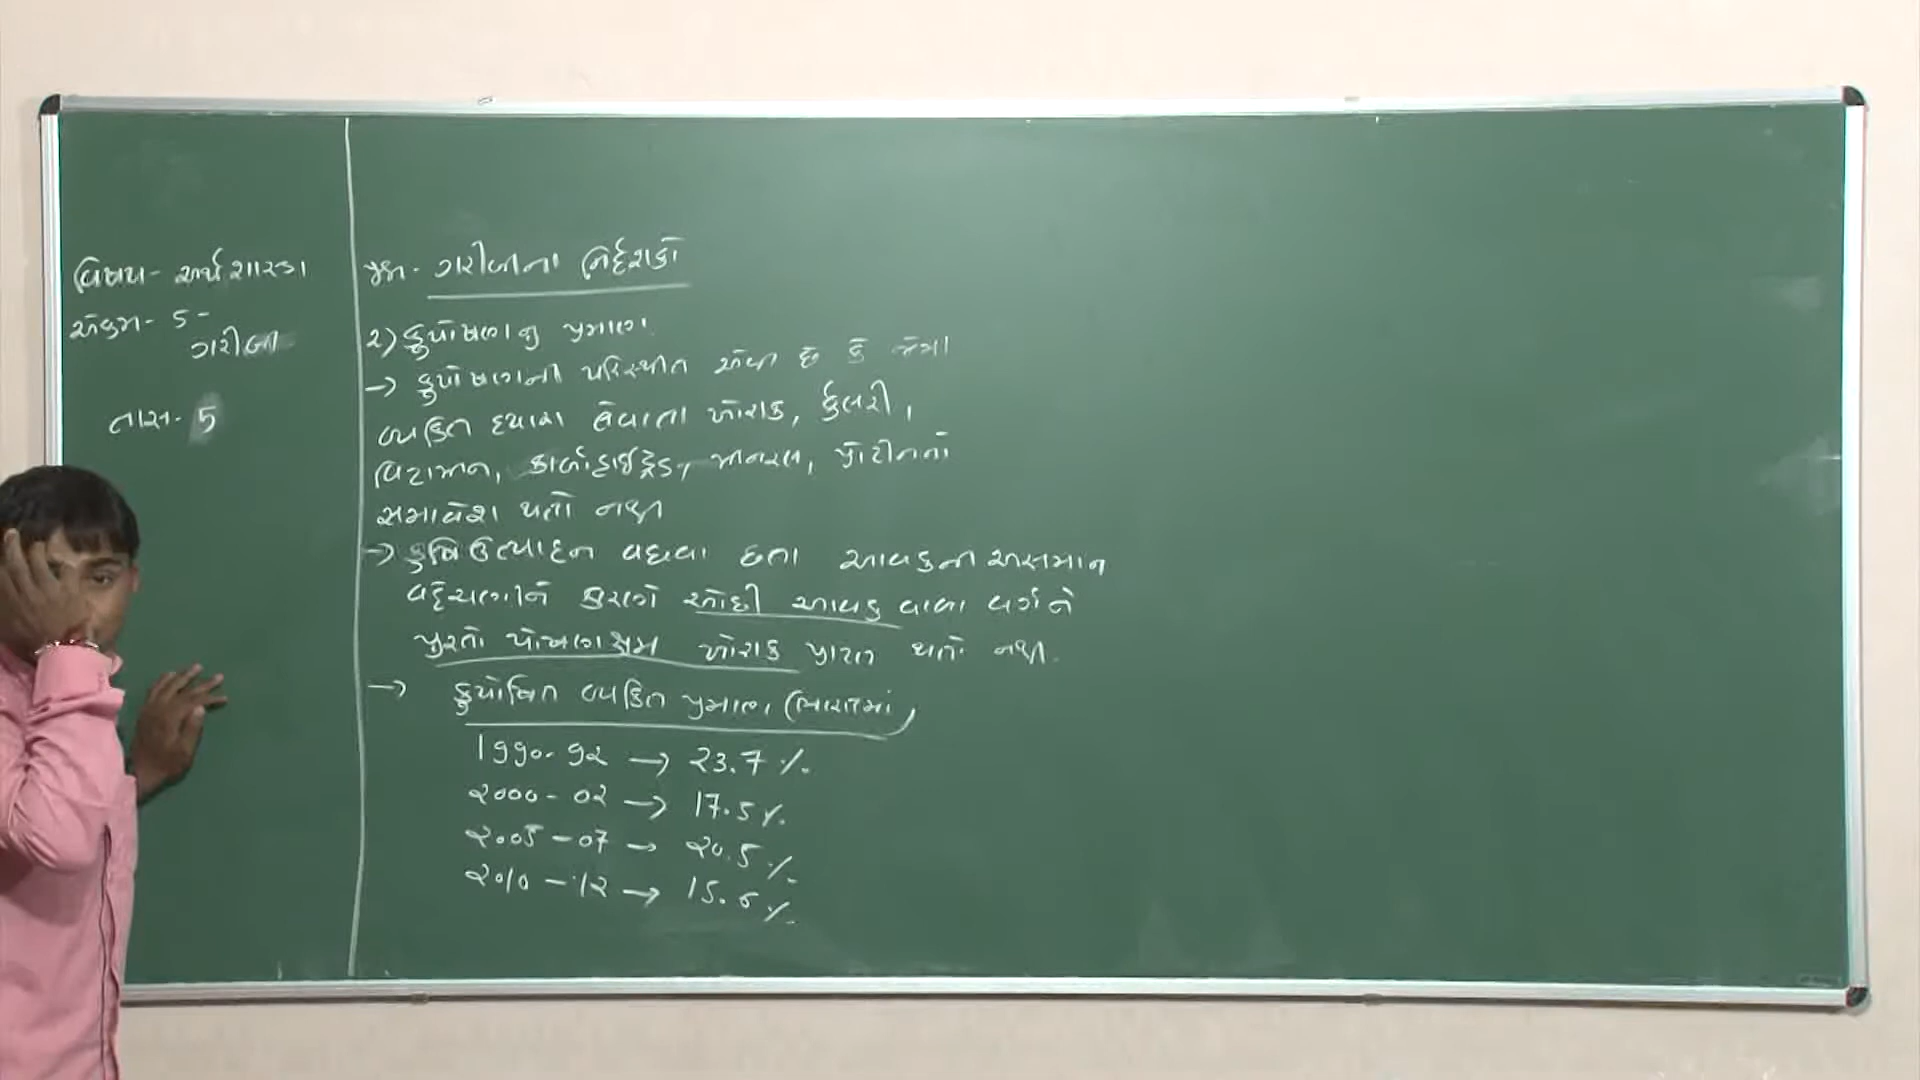 વિષય- અર્થશાસ્ત્ર
એકમ- 5-
ગરીબી
તાસ- 5
મુદ્દા- ગરીબીના નિર્દેશકો
૨) કુપોષણનું પ્રમાણ
→ કુપોષણની પરિસ્થીત એવી છે કે જેમા
વ્યકિત દ્વારા લેવાતા ખોરાક, કેલરી,
વિટામીન, કાર્બોહાઈડ્રેડ, મીનરલ, પ્રોટીનનો
સમાવેશ થતો નથી
→ કૃષિ ઉત્પાદન વધવા છતા આવકની અસમાન
વહેંચણીને કારણે ઓછી આવક વાળા વર્ગને
પુરતો પોષણક્ષમ ખોરાક પ્રાપ્ત થતો નથી.
→ કુપોષિત વ્યકિત પ્રમાણ (ભારતમાં)
1990-92 → 23.7 %
2000-02 → 17.5 %
2005-07 → 20.5 %
2010-12 → 15.6 %